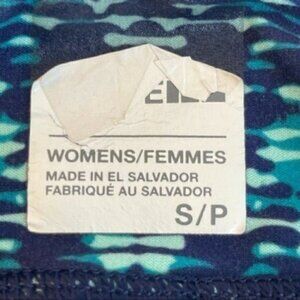 WOMENS/FEMMES
MADE IN EL SALVADOR
FABRIQUÉ AU SALVADOR
S/P